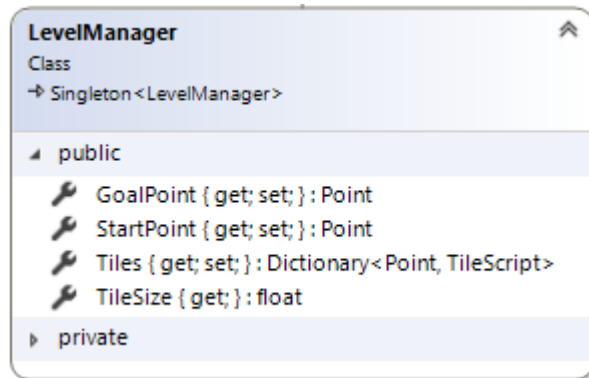 LevelManager
Class
Singleton<LevelManager>
public
GoalPoint { get; set; } : Point
StartPoint { get; set; } : Point
Tiles { get; set; } : Dictionary<Point, TileScript>
TileSize { get; } : float
private